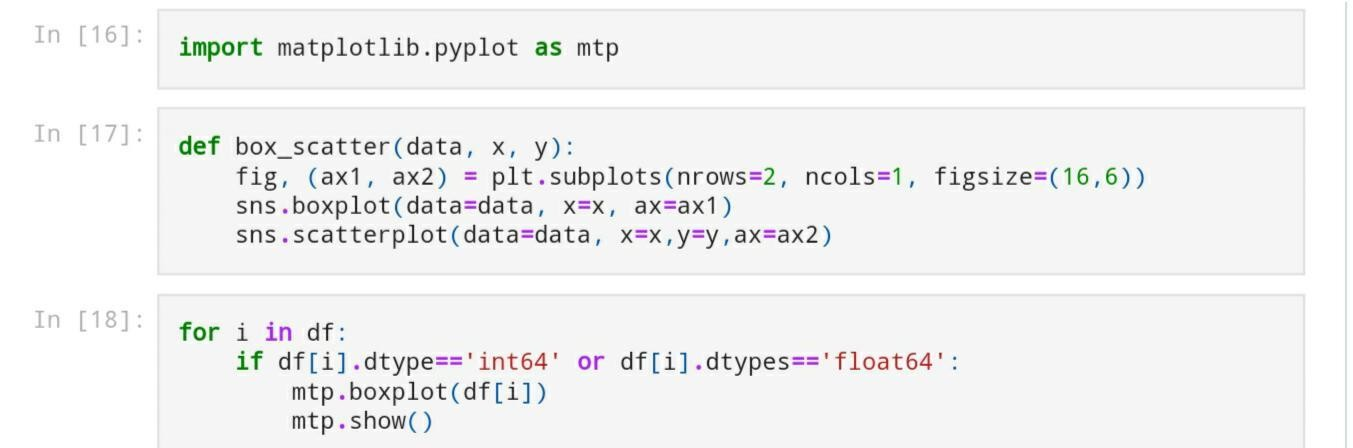 In [16]:
import matplotlib.pyplot as mtp
In [17]:
def box_scatter(data, x, y):
    fig, (ax1, ax2) = plt.subplots(nrows=2, ncols=1, figsize=(16,6))
    sns.boxplot(data=data, x=x, ax=ax1)
    sns.scatterplot(data=data, x=x,y=y,ax=ax2)
In [18]:
for i in df:
    if df[i].dtype=='int64' or df[i].dtypes=='float64':
        mtp.boxplot(df[i])
        mtp.show()